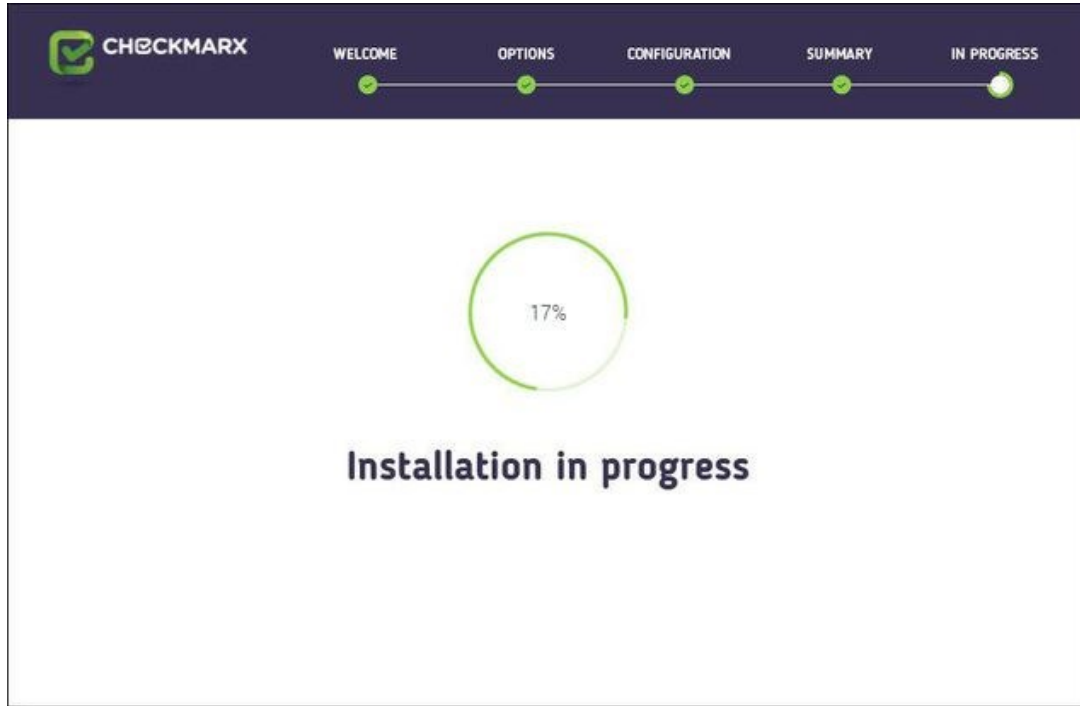 CHECKMARX
WELCOME
OPTIONS
CONFIGURATION
SUMMARY
IN PROGRESS
17%
Installation in progress